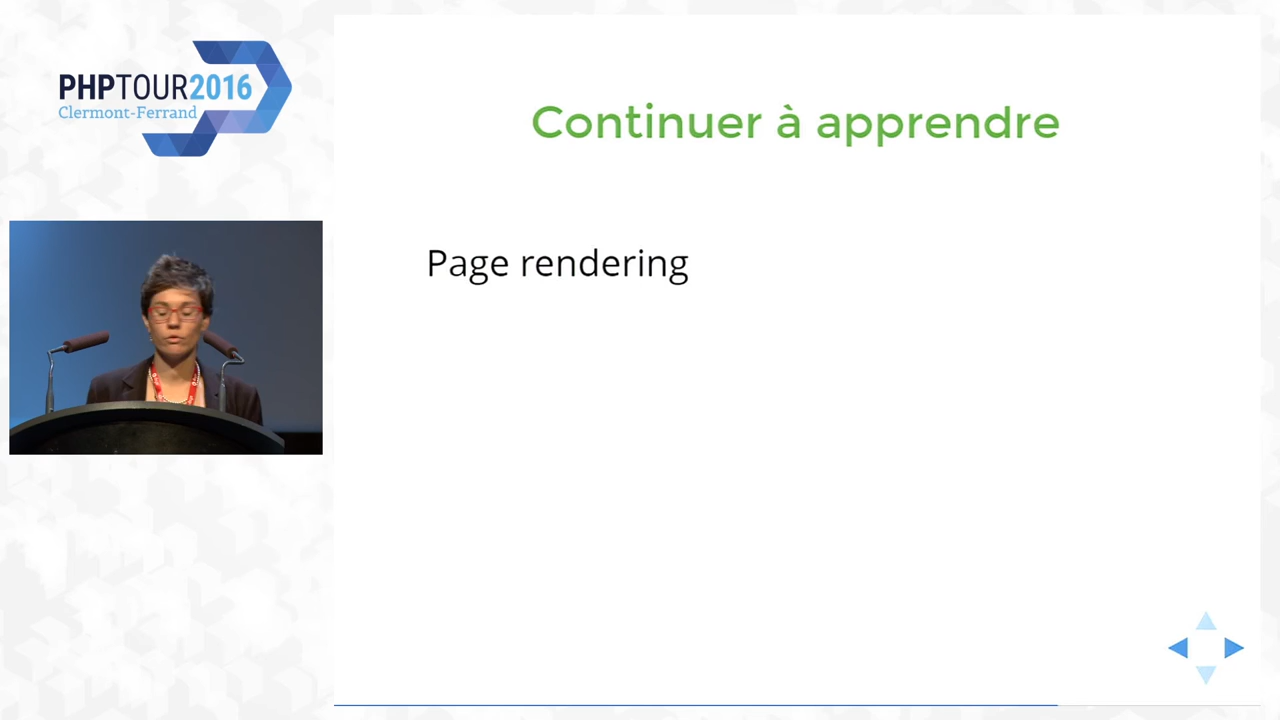 PHPTOUR2016
Clermont-Ferrand
Continuer à apprendre
Page rendering